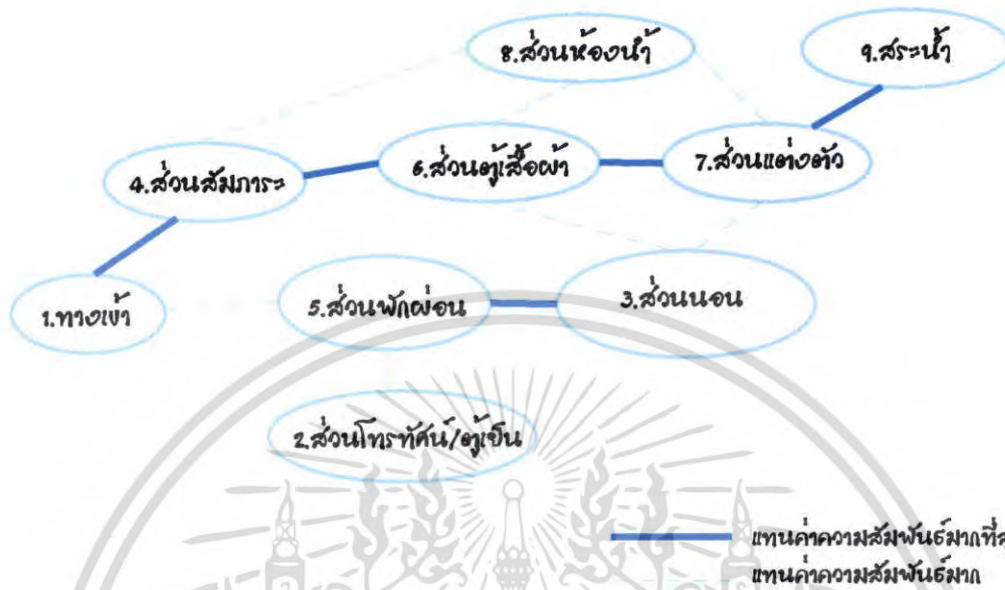 8.ส่วนห้องน้ำ
9.สระน้ำ
4.ส่วนสัมภาระ
6.ส่วนตู้เสื้อผ้า
7.ส่วนแต่งตัว
1.ทางเข้า
5.ส่วนพักผ่อน
3.ส่วนนอน
2.ส่วนโทรทัศน์/ตู้เย็น
แทนค่าความสัมพันธ์มากที่
แทนค่าความสัมพันธ์มาก